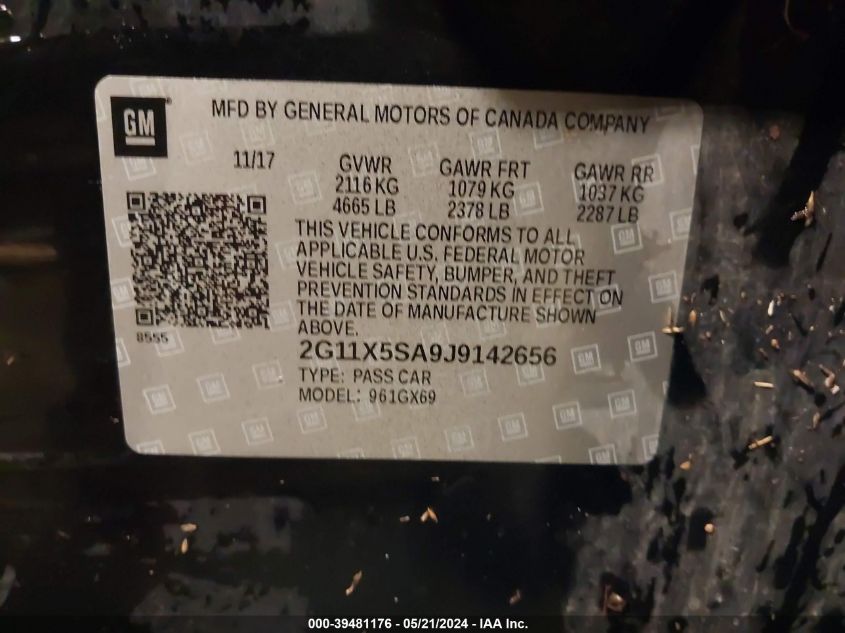 GM
MFD BY GENERAL MOTORS OF CANADA COMPANY
11/17 GVWR GAWR FRT GAWR RR
2116 KG 1079 KG 1037 KG
4665 LB 2378 LB 2287 LB
THIS VEHICLE CONFORMS TO ALL
APPLICABLE U.S. FEDERAL MOTOR
VEHICLE SAFETY, BUMPER, AND THEFT
PREVENTION STANDARDS IN EFFECT ON
THE DATE OF MANUFACTURE SHOWN
ABOVE.
8555
2G11X5SA9J9142656
TYPE: PASS CAR
MODEL: 961GX69
000-39481176 - 05/21/2024 - IAA Inc.